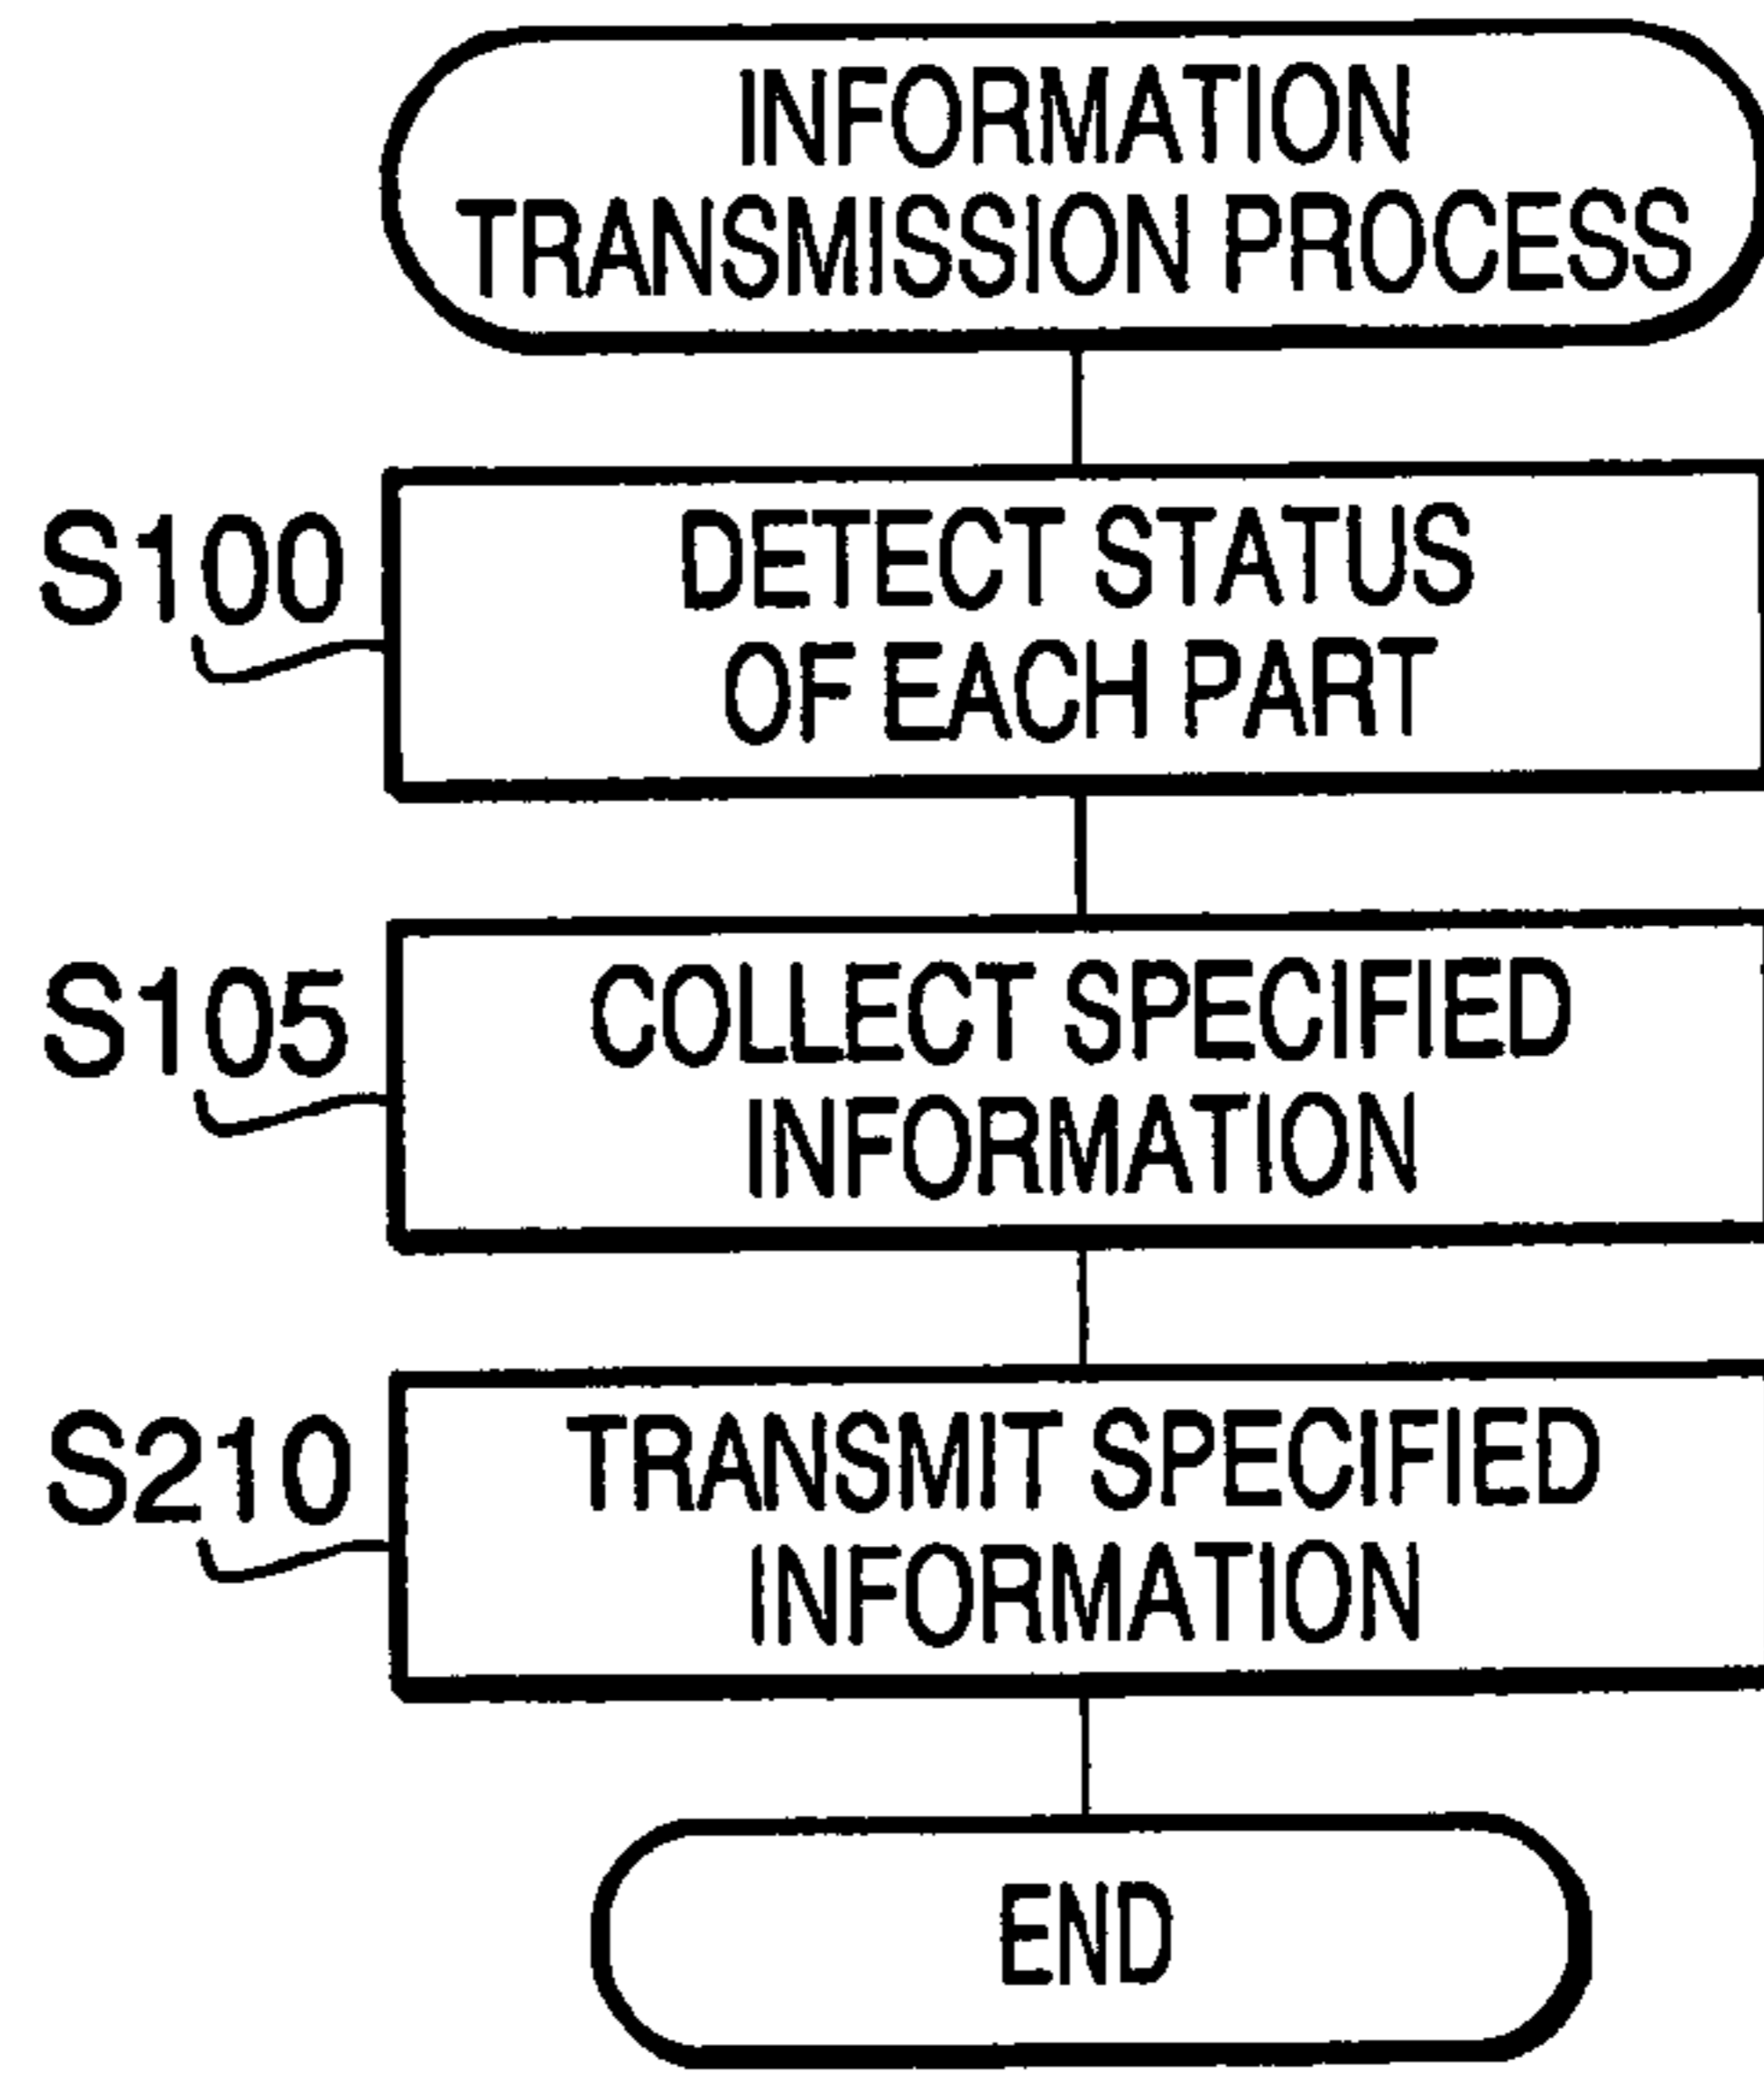 INFORMATION
TRANSMISSION PROCESS
S100
DETECT STATUS
OF EACH PART
S105
COLLECT SPECIFIED
INFORMATION
S210
TRANSMIT SPECIFIED
INFORMATION
END